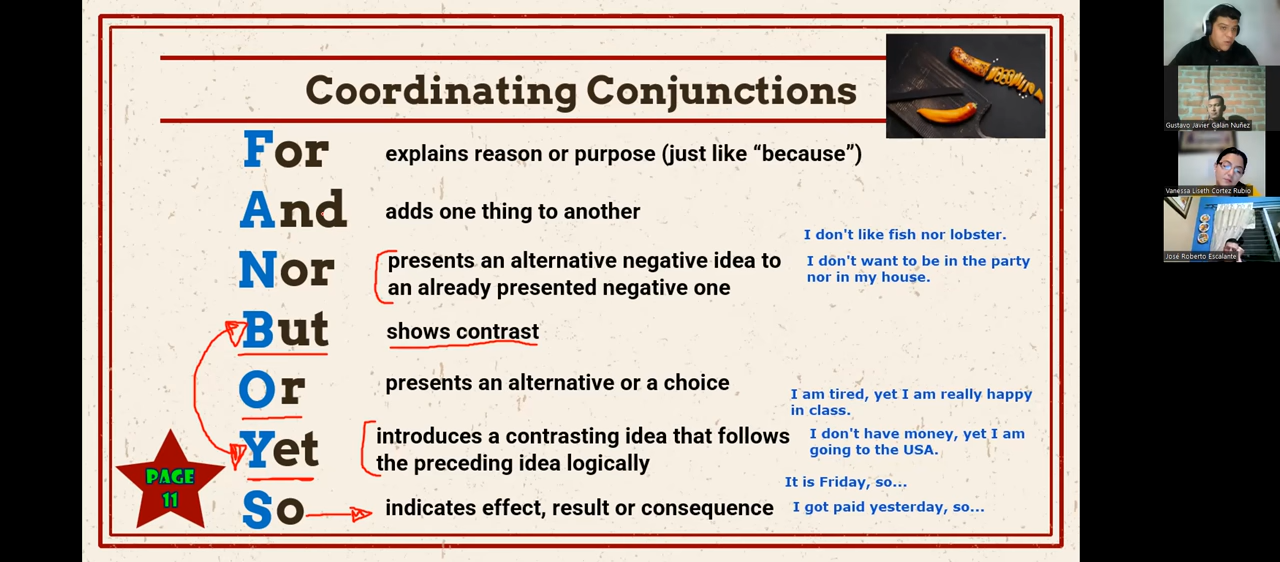 Coordinating Conjunctions
For
explains reason or purpose (just like “because”)
And
adds one thing to another
I don't like fish nor lobster.
Nor
presents an alternative negative idea to
an already presented negative one
I don't want to be in the party
nor in my house.
But
shows contrast
Or
presents an alternative or a choice
I am tired, yet I am really happy
in class.
Yet
introduces a contrasting idea that follows
the preceding idea logically
I don't have money, yet I am
going to the USA.
It is Friday, so...
So
indicates effect, result or consequence
I got paid yesterday, so...
PAGE
11
Gustavo Javier Galán Nuñez
Vanessa Liseth Cortez Rubio
José Roberto Escalante